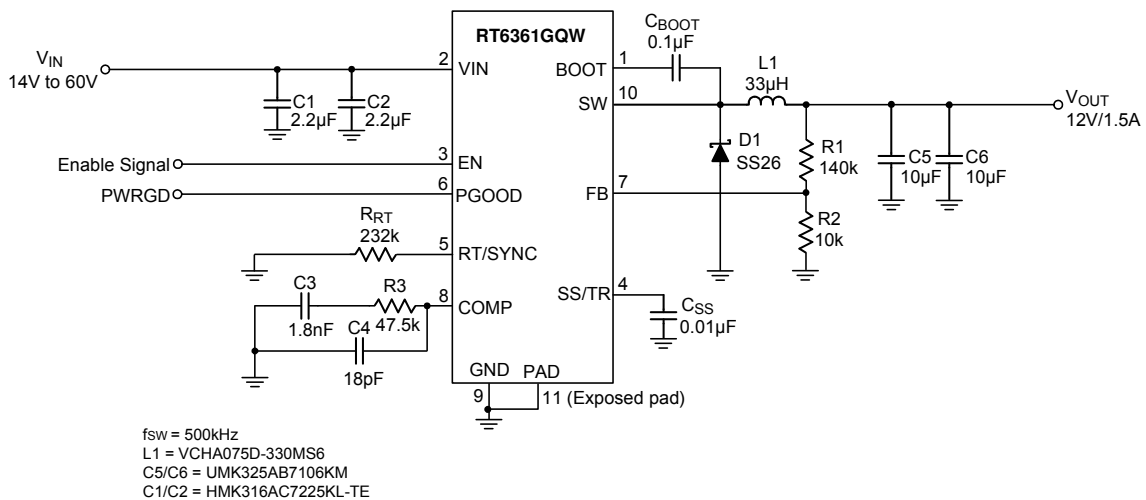 RT6361GQW
VIN
14V to 60V
2
VIN
C1
2.2µF
C2
2.2µF
Enable Signal
3
EN
PWRGD
6
PGOOD
RRT
232k
5
RT/SYNC
C3
1.8nF
R3
47.5k
8
COMP
C4
18pF
GND
9
PAD
11 (Exposed pad)
BOOT
1
CBOOT
0.1µF
SW
10
L1
33µH
VOUT
12V/1.5A
D1
SS26
R1
140k
C5
10µF
C6
10µF
FB
7
R2
10k
SS/TR
4
CSS
0.01µF
fSW = 500kHz
L1 = VCHA075D-330MS6
C5/C6 = UMK325AB7106KM
C1/C2 = HMK316AC7225KL-TE